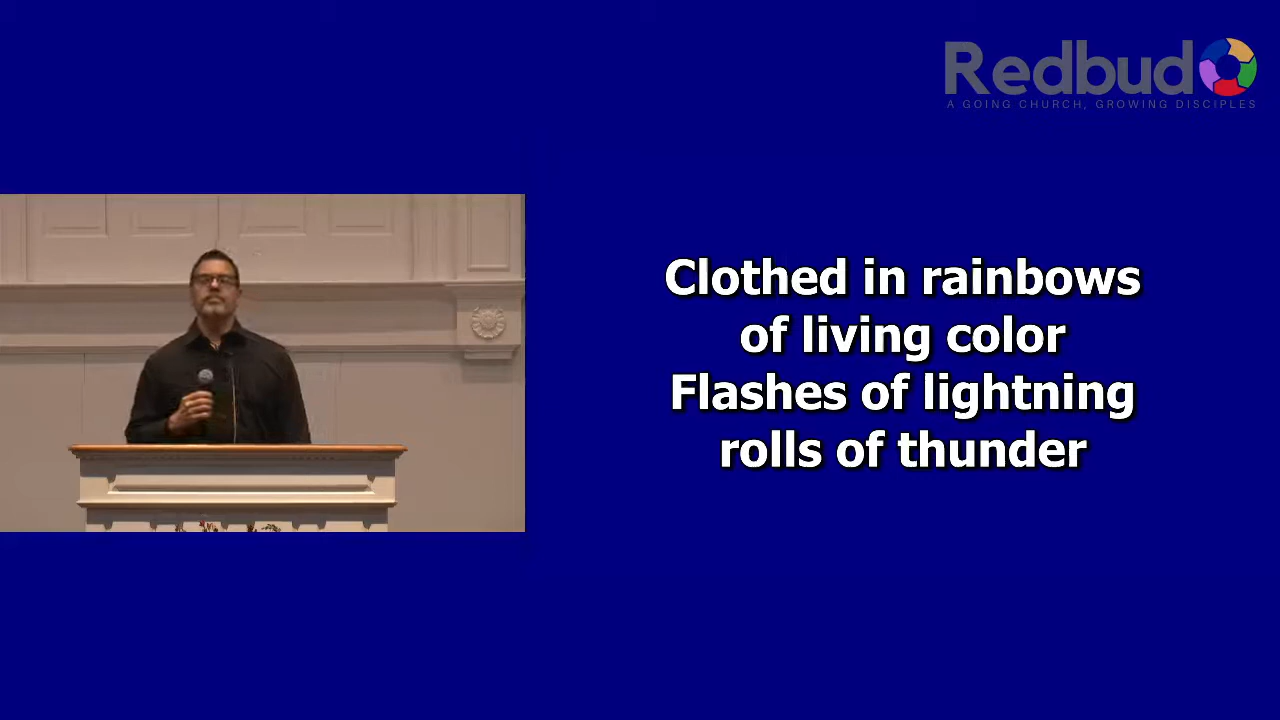 Redbud
A GOING CHURCH, GROWING DISCIPLES
Clothed in rainbows
of living color
Flashes of lightning
rolls of thunder